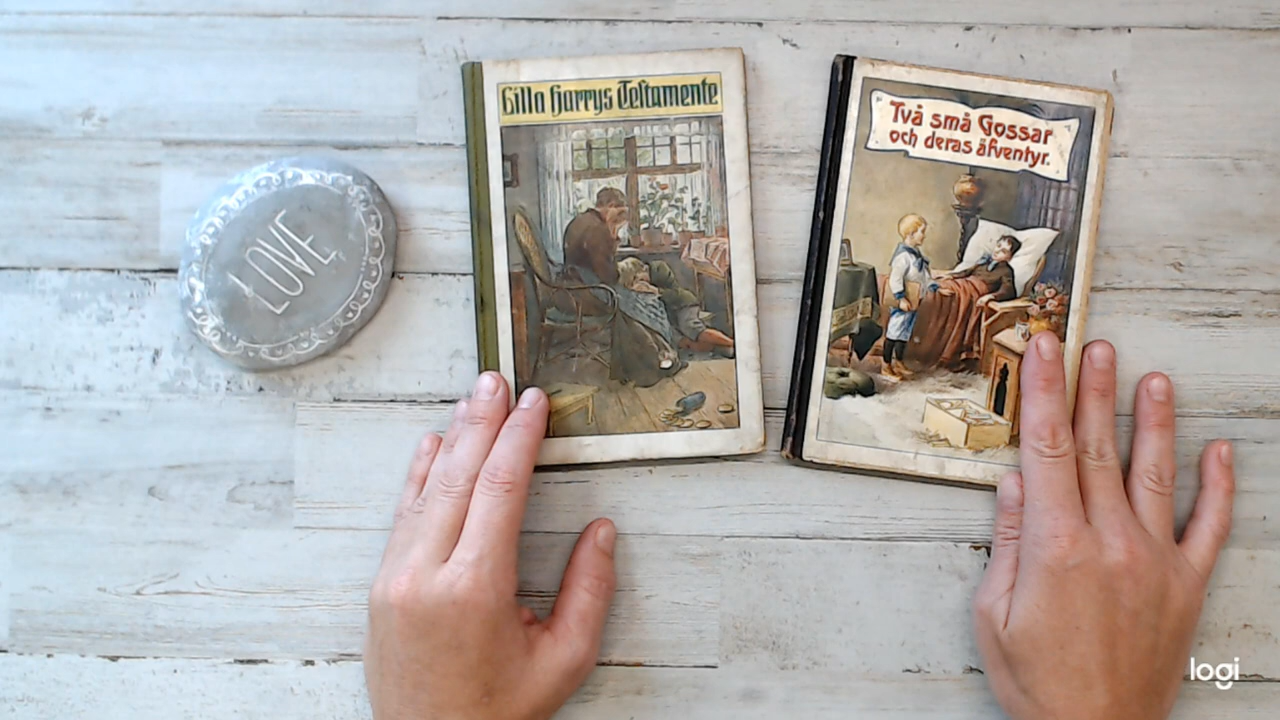 LOVE
Lilla Harrys Testamente
Två små Gossar
och deras äfventyr.
logi